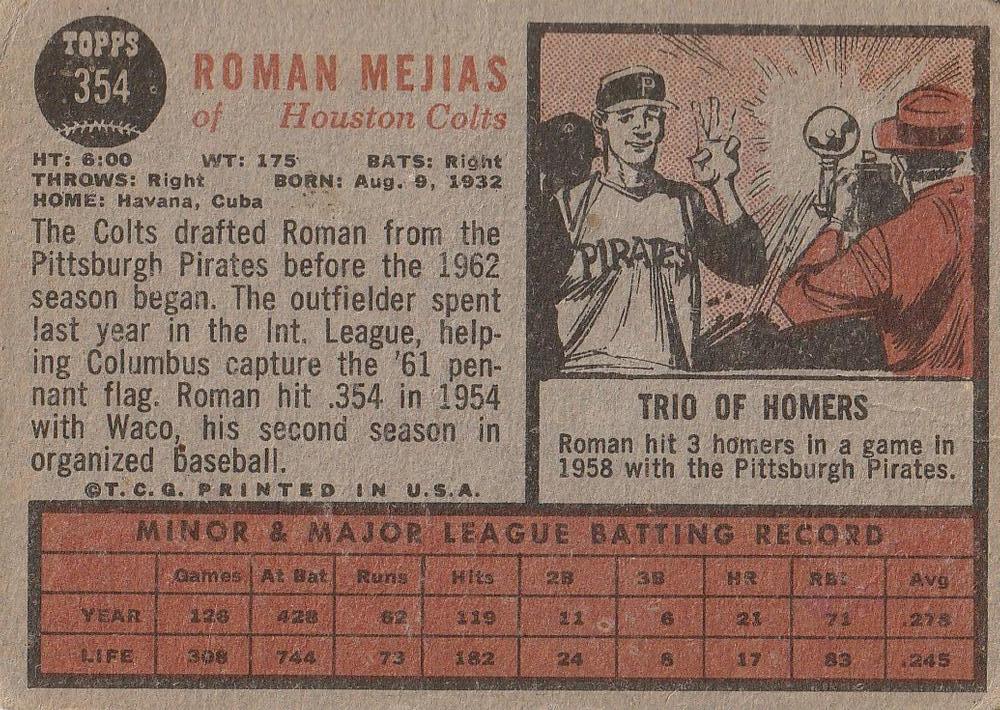 TOPPS
354
ROMAN MEJIAS
of Houston Colts
HT: 6:00 WT: 175 BATS: Right
THROWS: Right BORN: Aug. 9, 1932
HOME: Havana, Cuba
The Colts drafted Roman from the
Pittsburgh Pirates before the 1962
season began. The outfielder spent
last year in the Int. League, help-
ing Columbus capture the '61 pen-
nant flag. Roman hit .354 in 1954
with Waco, his second season in
organized baseball.
©T.C.G. PRINTED IN U.S.A.
P
PIRATES
TRIO OF HOMERS
Roman hit 3 homers in a game in
1958 with the Pittsburgh Pirates.
MINOR & MAJOR LEAGUE BATTING RECORD
Games At Bat Runs Hits 2B 3B HR RBI Avg
YEAR 126 428 62 119 11 6 21 71 .278
LIFE 308 744 73 182 24 8 17 83 .245